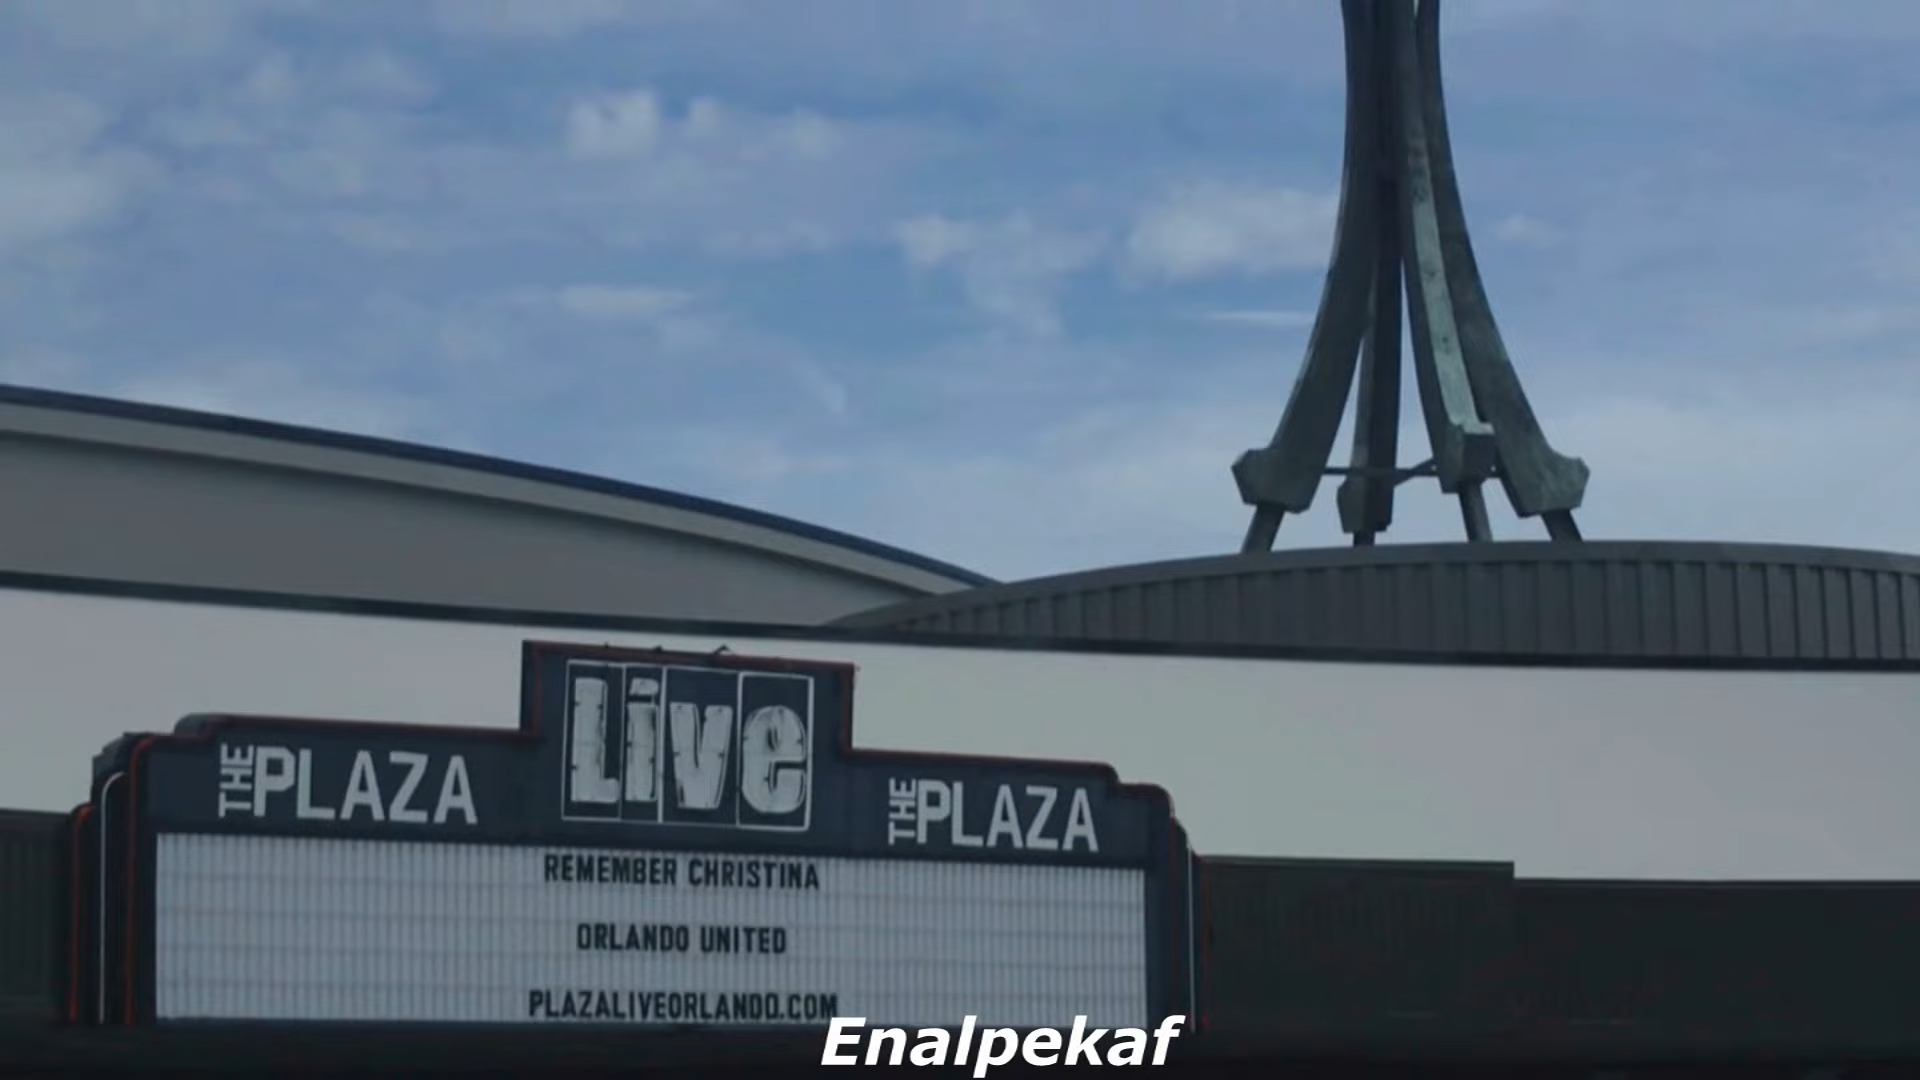 Live
THE PLAZA
THE PLAZA
REMEMBER CHRISTINA
ORLANDO UNITED
PLAZALIVEORLANDO.COM
Enalpekaf